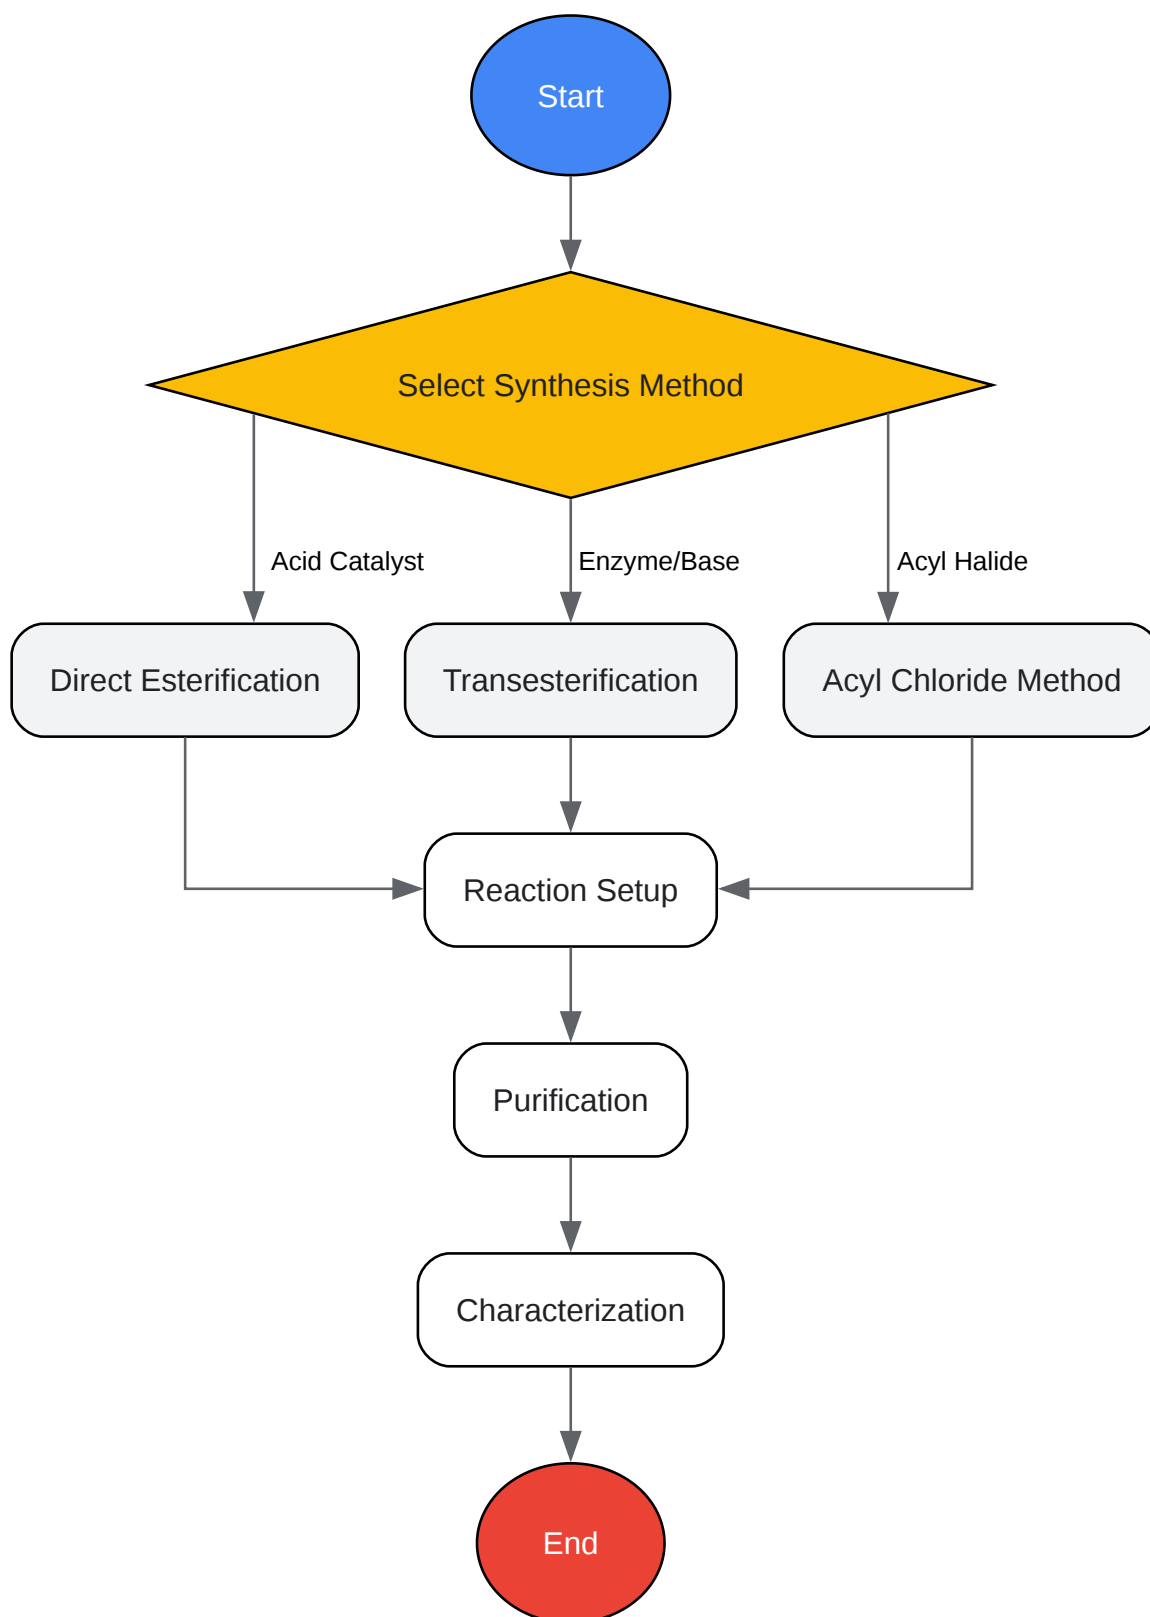 Start
Select Synthesis Method
Acid Catalyst
Enzyme/Base
Acyl Halide
Direct Esterification
Transesterification
Acyl Chloride Method
Reaction Setup
Purification
Characterization
End